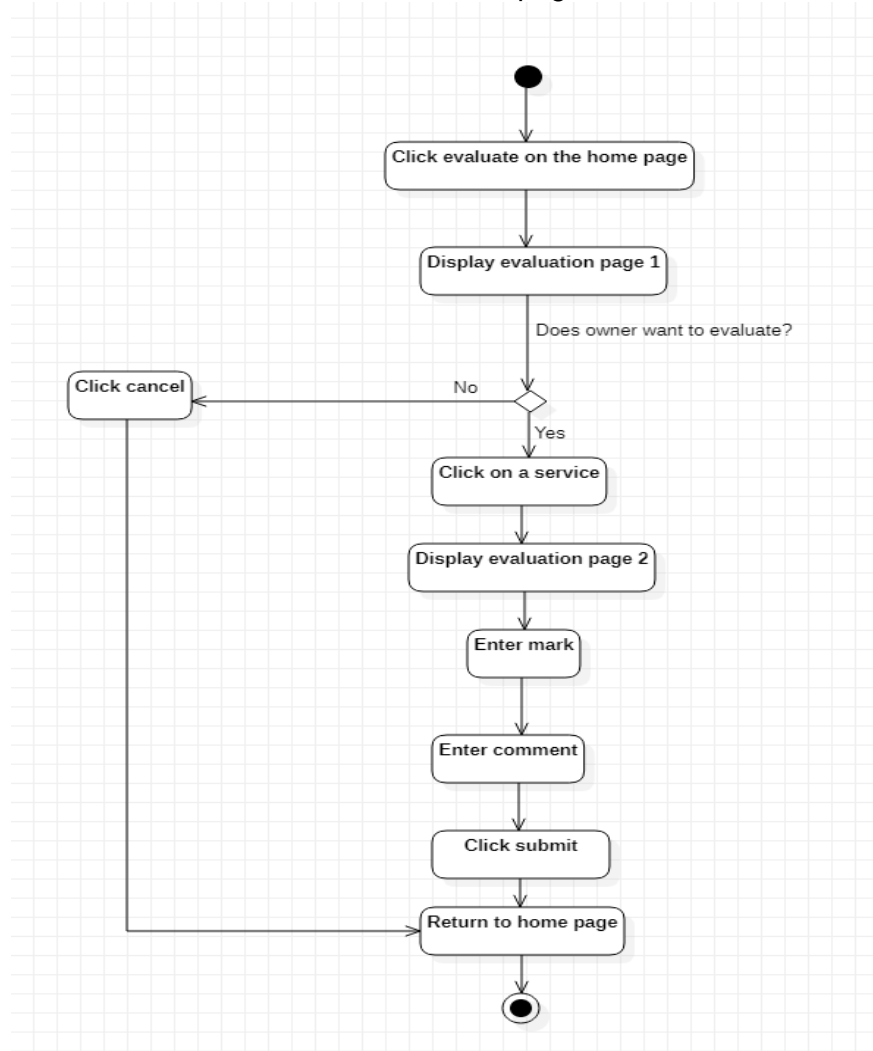 Click evaluate on the home page
Display evaluation page 1
Does owner want to evaluate?
Click cancel
No
Yes
Click on a service
Display evaluation page 2
Enter mark
Enter comment
Click submit
Return to home page